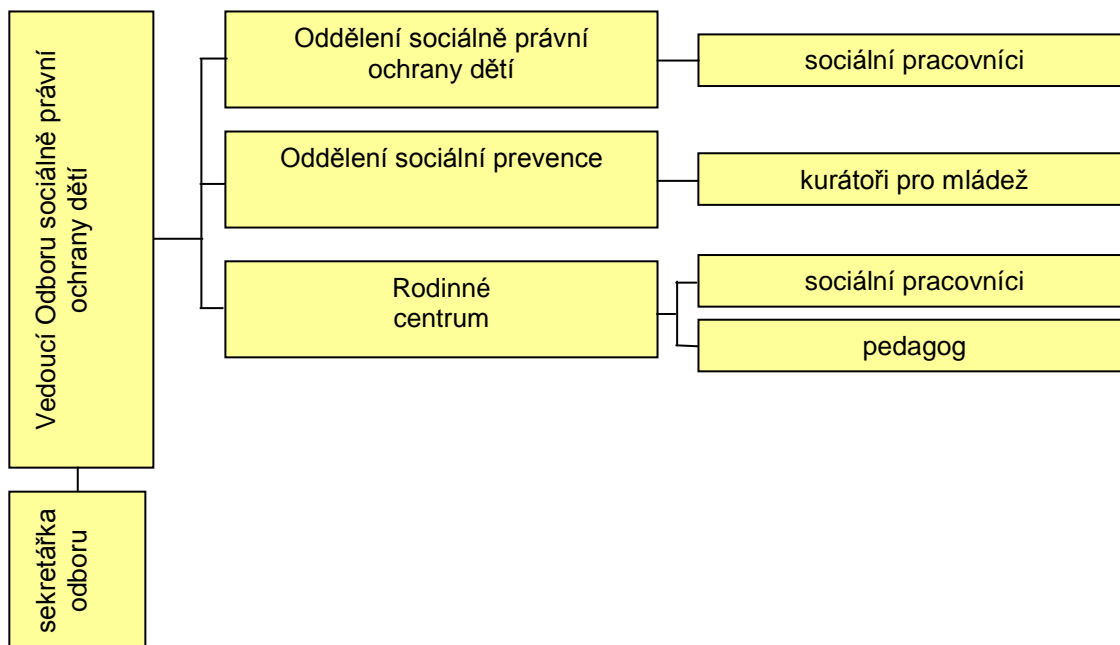 Vedoucí Odboru sociálně právní
ochrany dětí
sekretářka
odboru
Oddělení sociálně právní
ochrany dětí
sociální pracovníci
Oddělení sociální prevence
kurátoři pro mládež
Rodinné
centrum
sociální pracovníci
pedagog